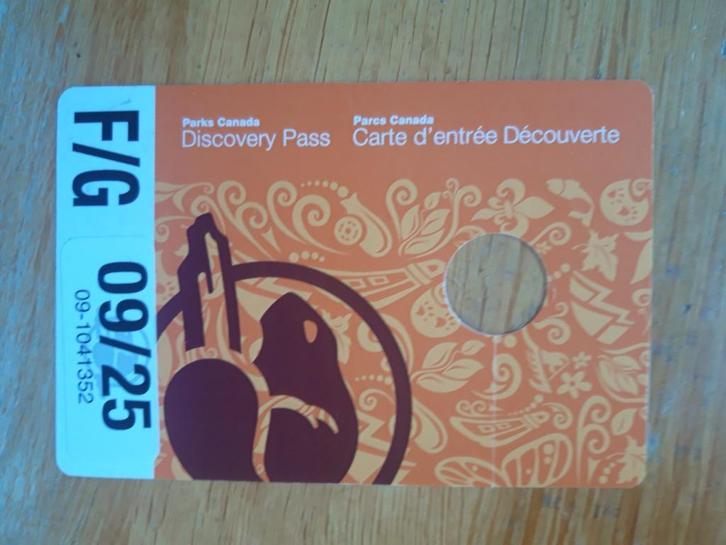 Parks Canada
Discovery Pass
Parcs Canada
Carte d'entrée Découverte
F/G
09/25
09-1041352